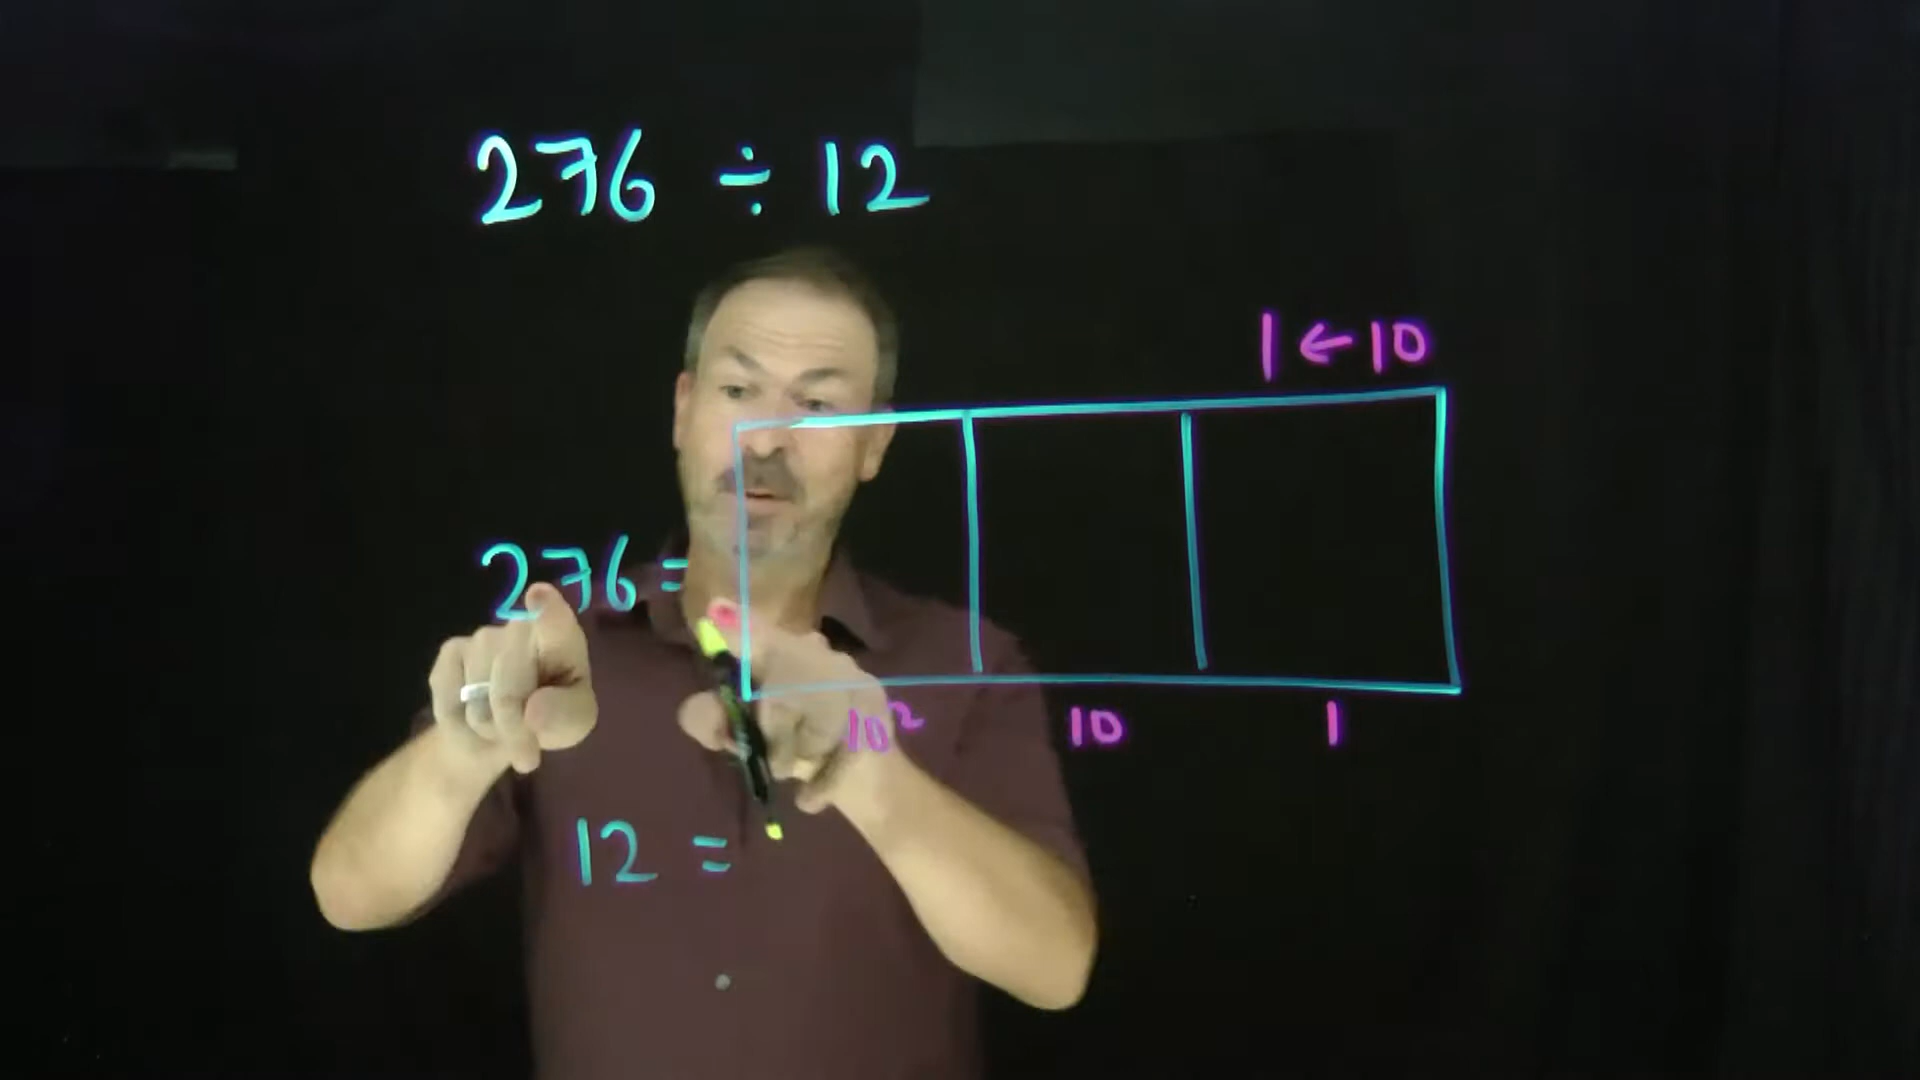 276 ÷ 12
1 ← 10
276 =
10² 10 1
12 =